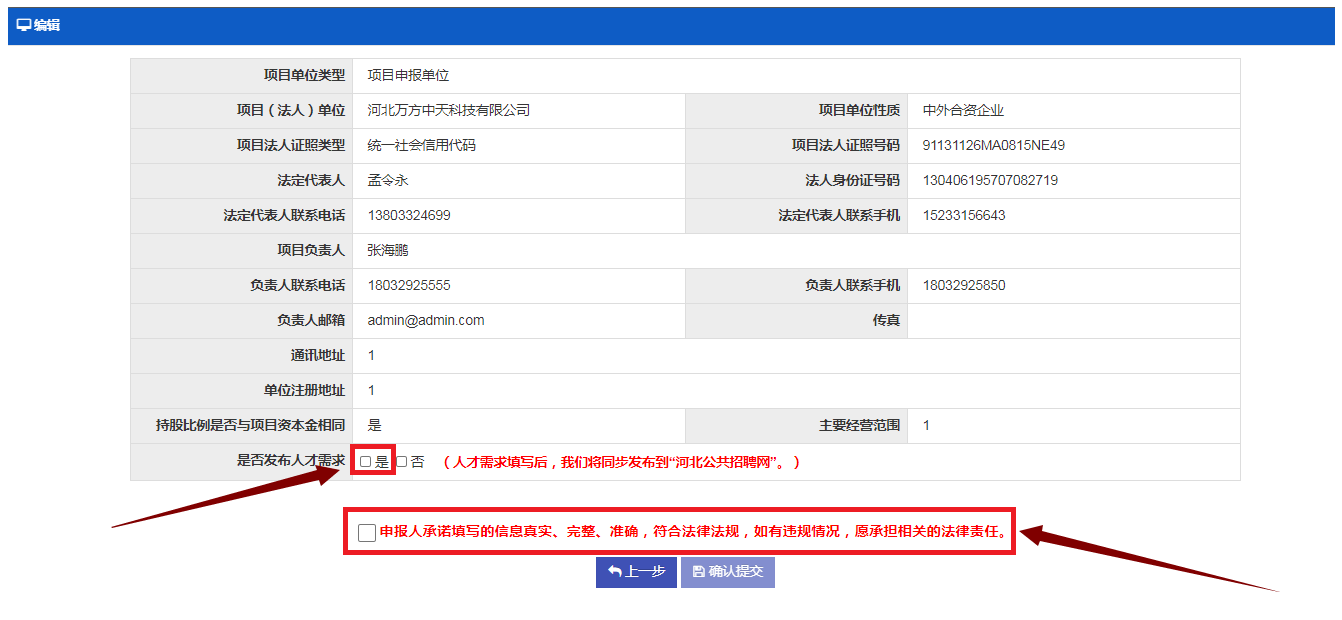 编辑
项目单位类型 项目申报单位
项目（法人）单位 河北万方中天科技有限公司 项目单位性质 中外合资企业
项目法人证照类型 统一社会信用代码 项目法人证照号码 91131126MA0815NE49
法定代表人 孟令永 法人身份证号码 130406195707082719
法定代表人联系电话 13803324699 法定代表人联系手机 15233156643
项目负责人 张海鹏
负责人联系电话 18032925555 负责人联系手机 18032925850
负责人邮箱 admin@admin.com 传真
通讯地址 1
单位注册地址 1
持股比例是否与项目资本金相同 是 主要经营范围 1
是否发布人才需求 是 否 （人才需求填写后，我们将同步发布到“河北公共招聘网”。）
申报人承诺填写的信息真实、完整、准确，符合法律法规，如有违规情况，愿承担相关的法律责任。
上一步 确认提交